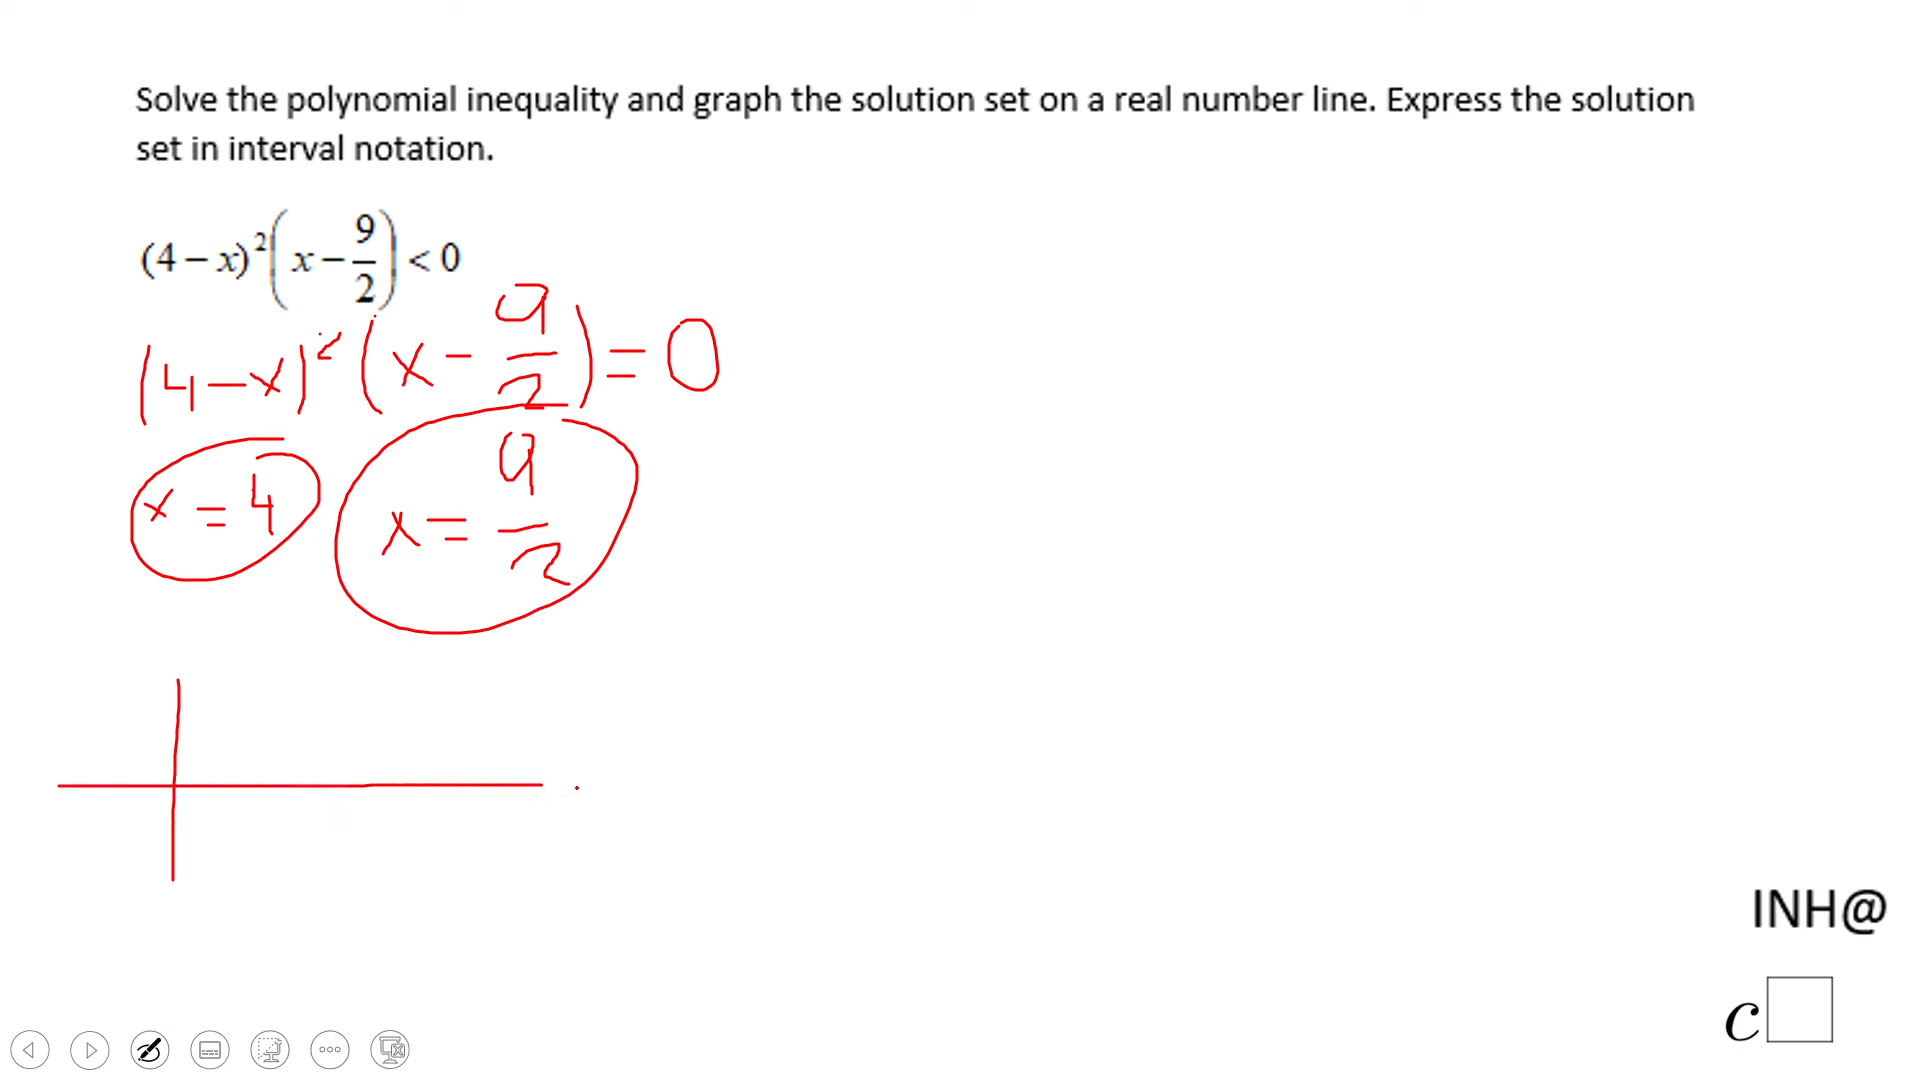 Solve the polynomial inequality and graph the solution set on a real number line. Express the solution
set in interval notation.
(4 − x)²(x − 9/2) < 0
(4 − x)² (x − 9/2) = 0
x = 4 x = 9/2
INH@
c